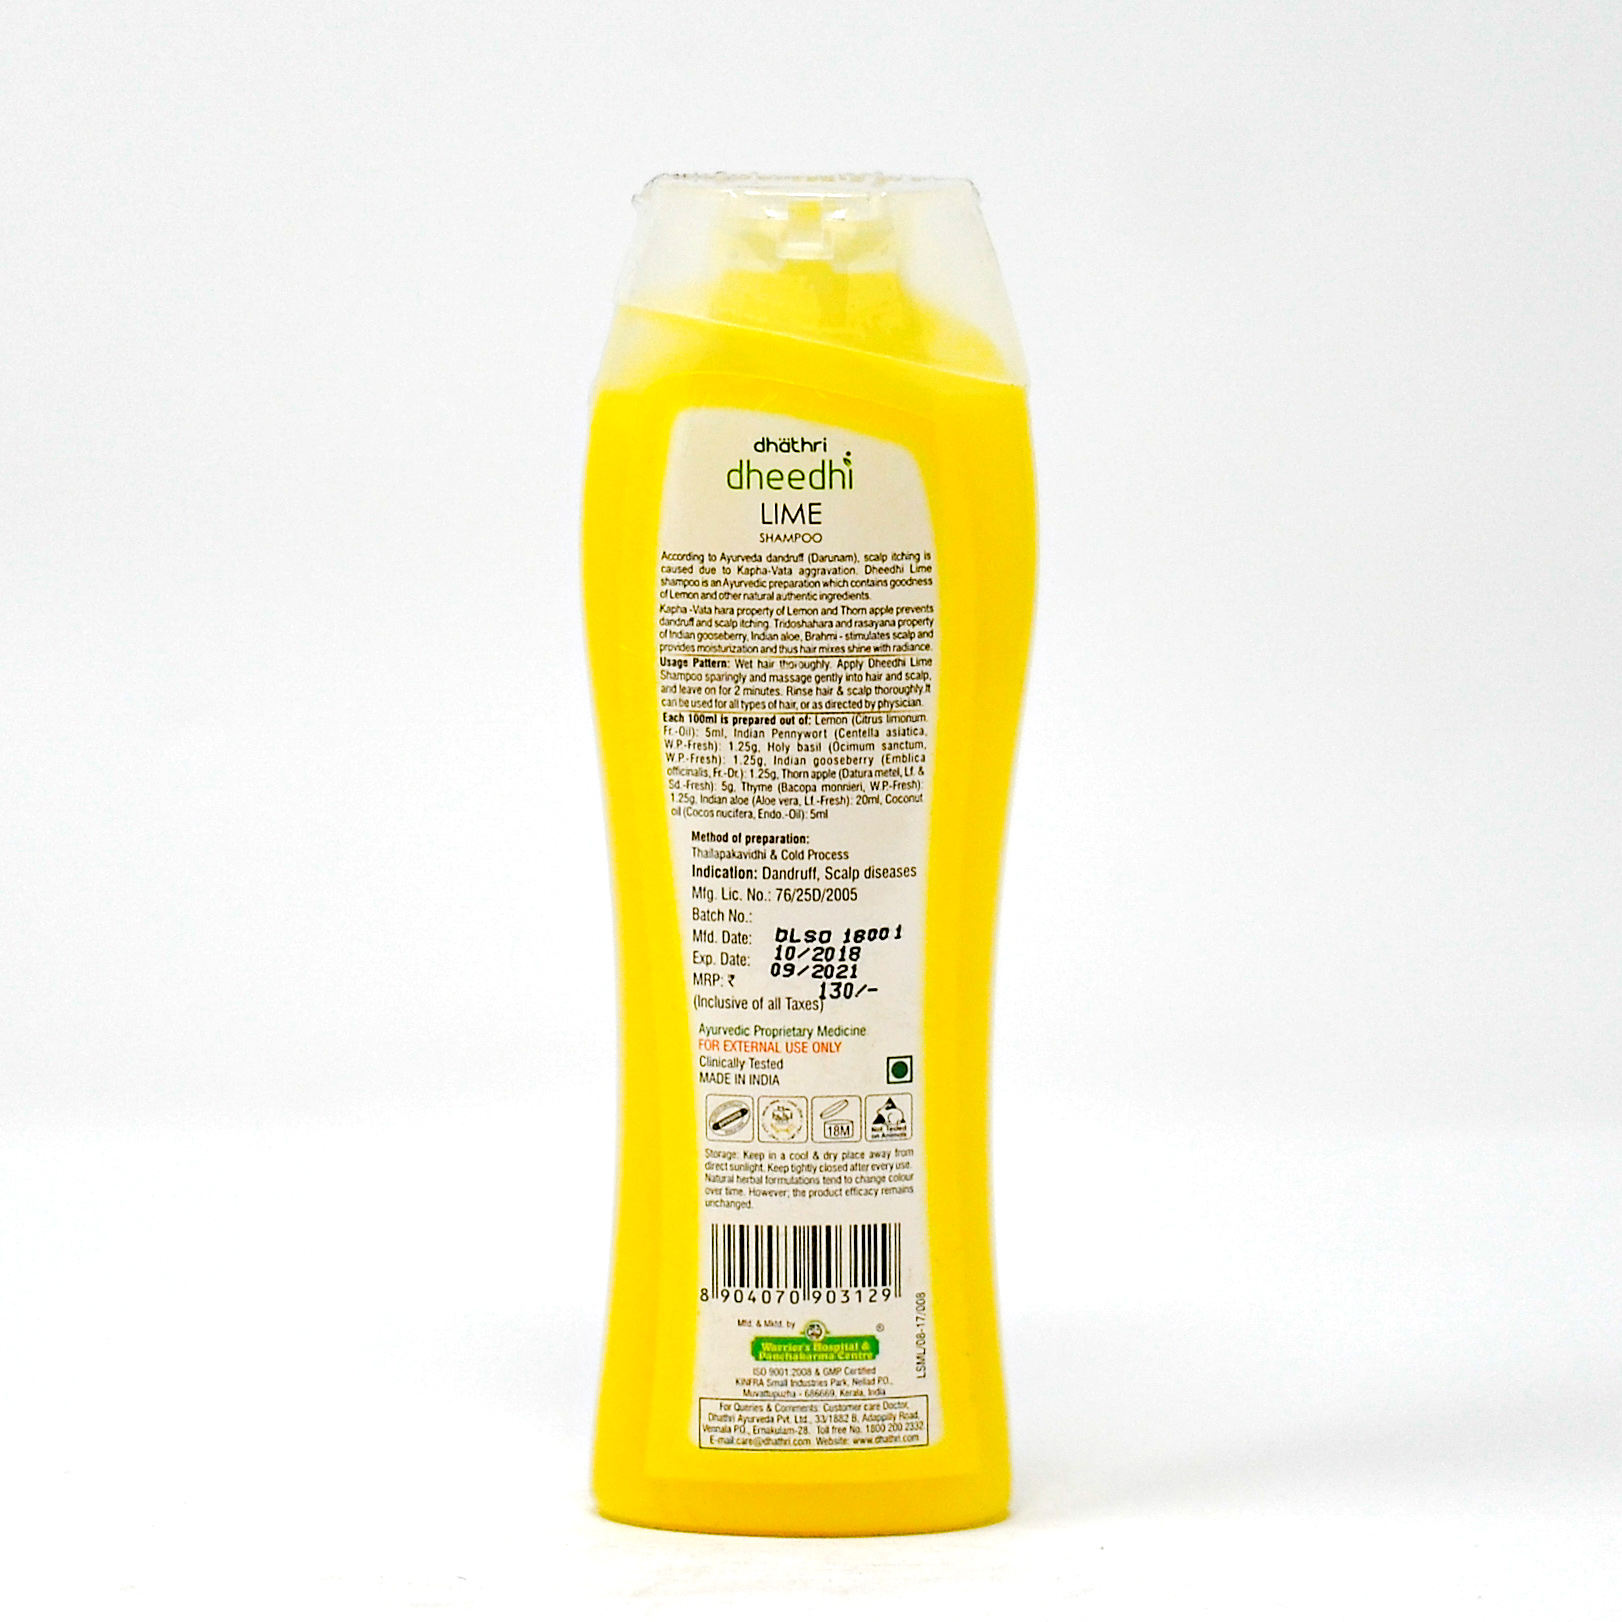 dhäthri
dheedhi
LIME
SHAMPOO
According to Ayurveda dandruff (Darunam), scalp itching is
caused due to Kapha-Vata aggravation. Dheedhi Lime
shampoo is an Ayurvedic preparation which contains goodness
of Lemon and other natural authentic ingredients.
Kapha -Vata hara property of Lemon and Thorn apple prevents
dandruff and scalp itching. Tridoshahara and rasayana property
of Indian gooseberry, Indian aloe, Brahmi - stimulates scalp and
provides moisturization and thus hair mixes shine with radiance.
Usage Pattern: Wet hair thoroughly. Apply Dheedhi Lime
Shampoo sparingly and massage gently into hair and scalp,
and leave on for 2 minutes. Rinse hair & scalp thoroughly.It
can be used for all types of hair, or as directed by physician.
Each 100ml is prepared out of: Lemon (Citrus limonum.
Fr.-Oil): 5ml, Indian Pennywort (Centella asiatica,
W.P.-Fresh): 1.25g, Holy basil (Ocimum sanctum,
W.P.-Fresh): 1.25g, Indian gooseberry (Emblica
officinalis, Fr.-Dr.): 1.25g, Thorn apple (Datura metel, Lf. &
Sd.-Fresh): 5g, Thyme (Bacopa monnieri, W.P.-Fresh):
1.25g, Indian aloe (Aloe vera, Lf.-Fresh): 20ml, Coconut
oil (Cocos nucifera, Endo.-Oil): 5ml
Method of preparation:
Thailapakavidhi & Cold Process
Indication: Dandruff, Scalp diseases
Mfg. Lic. No.: 76/25D/2005
Batch No.:
Mfd. Date: DLSO 18001
Exp. Date: 10/2018
MRP: ₹ 09/2021
130/-
(Inclusive of all Taxes)
Ayurvedic Proprietary Medicine
FOR EXTERNAL USE ONLY
Clinically Tested
MADE IN INDIA
18M
Not Tested
on Animals
Storage: Keep in a cool & dry place away from
direct sunlight. Keep tightly closed after every use.
Natural herbal formulations tend to change colour
over time. However, the product efficacy remains
unchanged.
8 904070 903129
LSML/08-17/008
Mfd. & Mktd. by
®
Warrier's Hospital &
Panchakarma Centre
ISO 9001:2008 & GMP Certified
KINFRA Small Industries Park, Nellad P.O.,
Muvattupuzha - 686669, Kerala, India
For Queries & Comments: Customer care Doctor,
Dhathri Ayurveda Pvt. Ltd., 33/1882 B, Adappilly Road,
Vennala P.O., Ernakulam-28. Toll free No. 1800 200 2332
E-mail:care@dhathri.com Website: www.dhathri.com